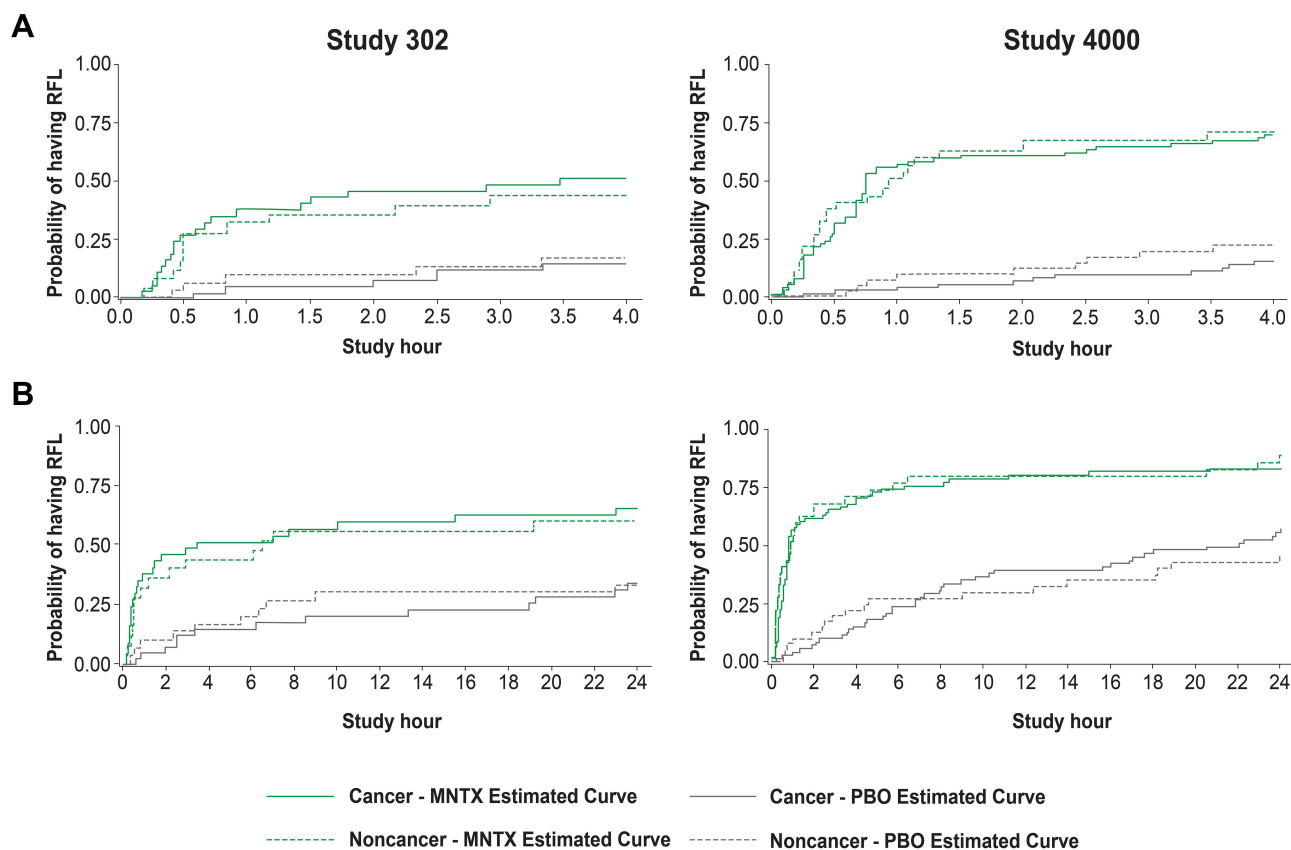 A
Study 302
Study 4000
Probability of having RFL
1.00
0.75
0.50
0.25
0.00
0.0 0.5 1.0 1.5 2.0 2.5 3.0 3.5 4.0
Study hour
Probability of having RFL
1.00
0.75
0.50
0.25
0.00
0.0 0.5 1.0 1.5 2.0 2.5 3.0 3.5 4.0
Study hour
B
Probability of having RFL
1.00
0.75
0.50
0.25
0.00
0 2 4 6 8 10 12 14 16 18 20 22 24
Study hour
Probability of having RFL
1.00
0.75
0.50
0.25
0.00
0 2 4 6 8 10 12 14 16 18 20 22 24
Study hour
Cancer - MNTX Estimated Curve
Cancer - PBO Estimated Curve
Noncancer - MNTX Estimated Curve
Noncancer - PBO Estimated Curve